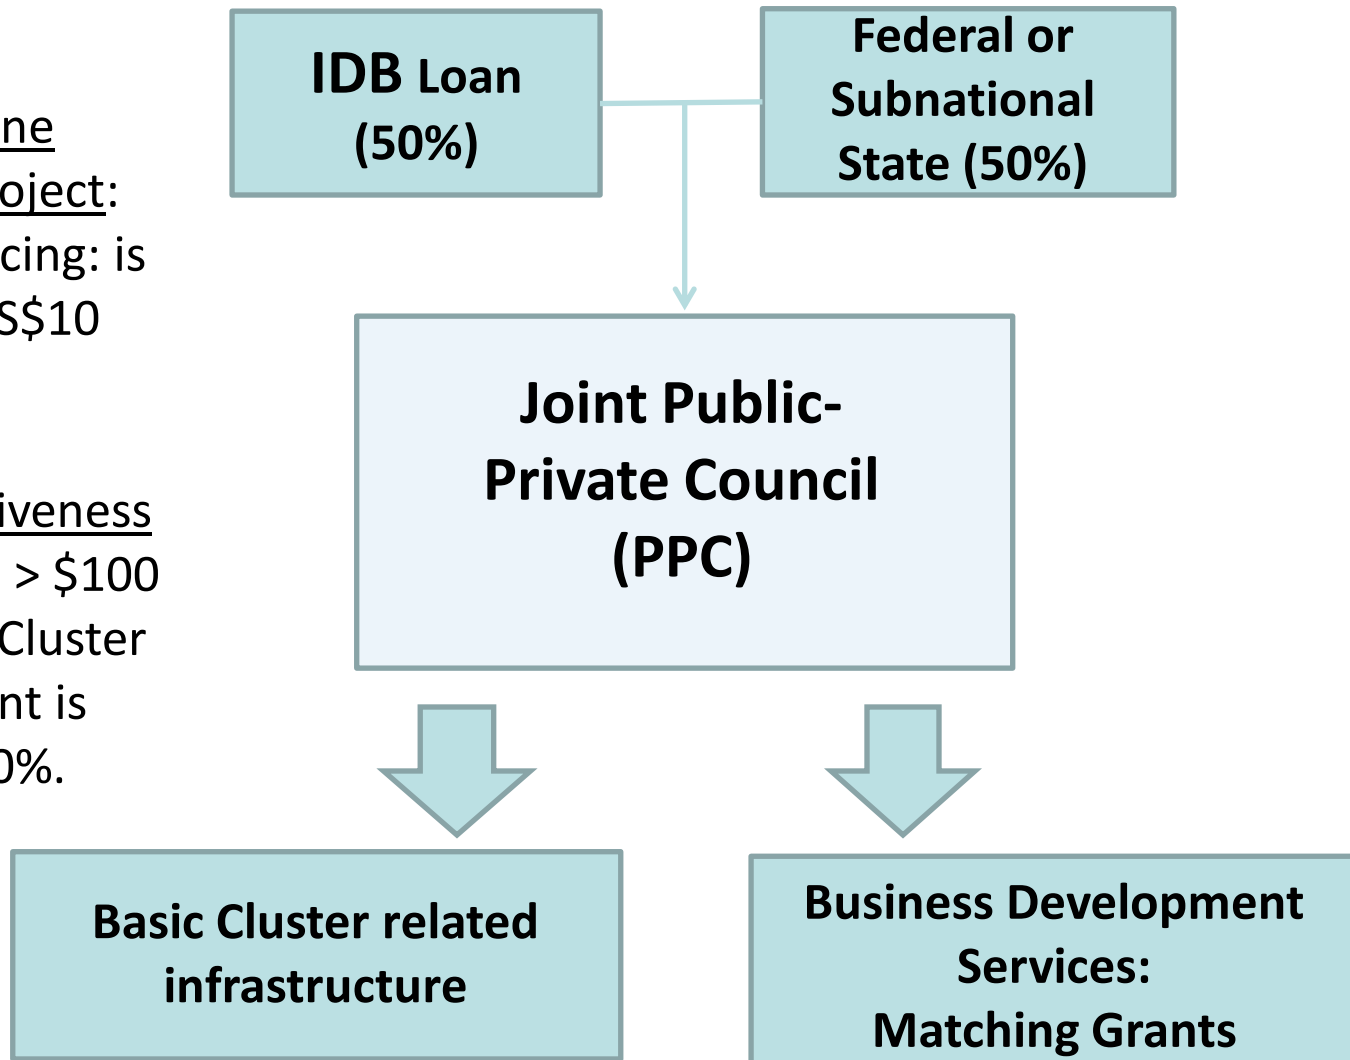 IDB Loan
(50%)
Federal or
Subnational
State (50%)
ne
oject:
cing: is
S$10
iveness
> $100
Cluster
nt is
0%.
Joint Public-
Private Council
(PPC)
Basic Cluster related
infrastructure
Business Development
Services:
Matching Grants